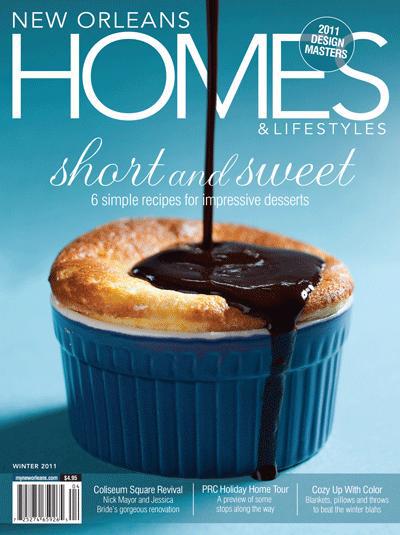 NEW ORLEANS
HOMES
& LIFESTYLES
2011
DESIGN
MASTERS
short and sweet
6 simple recipes for impressive desserts
WINTER 2011
myneworleans.com
$4.95
04
Coliseum Square Revival
Nick Mayor and Jessica
Bride's gorgeous renovation
PRC Holiday Home Tour
A preview of some
stops along the way
Cozy Up With Color
Blankets, pillows and throws
to beat the winter blahs